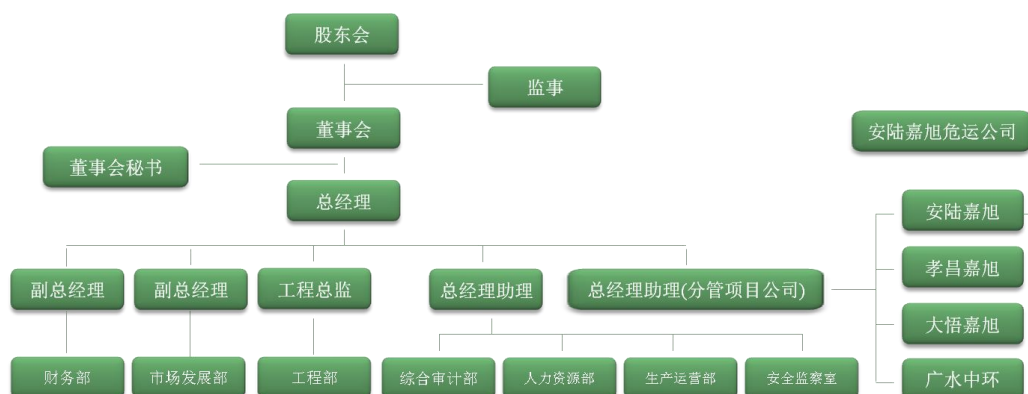 股东会
监事
董事会
安陆嘉旭危运公司
董事会秘书
总经理
安陆嘉旭
孝昌嘉旭
副总经理
副总经理
工程总监
总经理助理
总经理助理(分管项目公司)
大悟嘉旭
财务部
市场发展部
工程部
综合审计部
人力资源部
生产运营部
安全监察室
广水中环